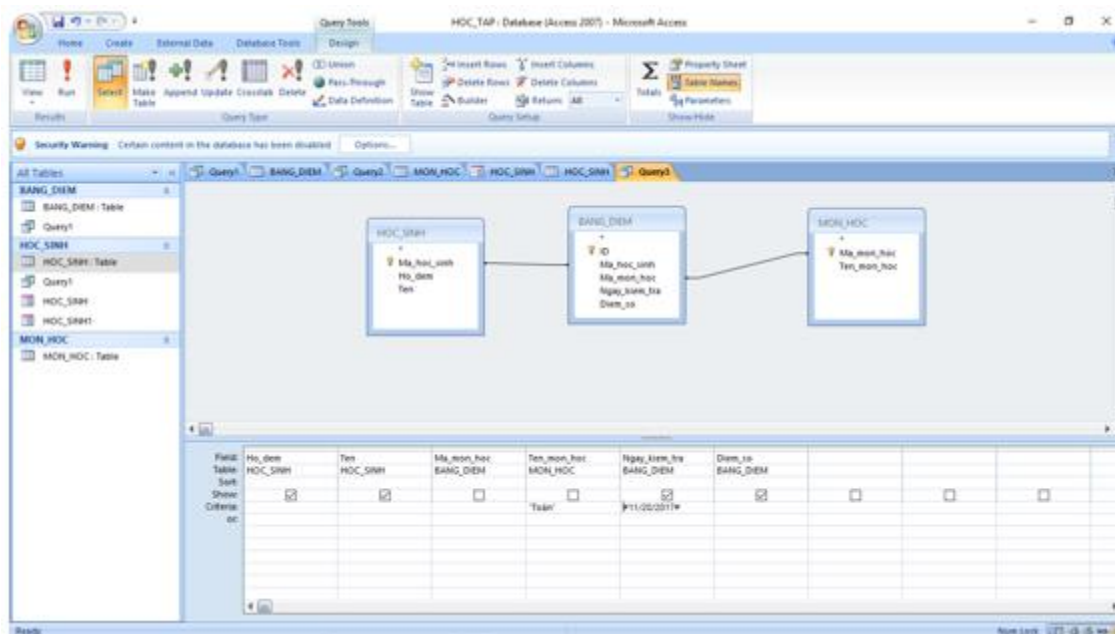 Query Tools HOC_TAP : Database (Access 2007) - Microsoft Access
Home Create External Data Database Tools Design
View Run Select Make Table Append Update Crosstab Delete
Union
Pass-Through
Data Definition
Show Table
Insert Rows
Delete Rows
Builder
Insert Columns
Delete Columns
Return: All
Totals
Property Sheet
Table Names
Parameters
Results Query Type Query Setup Show/Hide
Security Warning Certain content in the database has been disabled Options...
All Tables
Query1 BANG_DIEM Query2 MON_HOC HOC_SINH HOC_SINH Query3
BANG_DIEM
BANG_DIEM : Table
Query1
HOC_SINH
HOC_SINH : Table
Query1
HOC_SINH
HOC_SINH1
MON_HOC
MON_HOC : Table
HOC_SINH
*
Ma_hoc_sinh
Ho_dem
Ten
BANG_DIEM
*
ID
Ma_hoc_sinh
Ma_mon_hoc
Ngay_kiem_tra
Diem_so
MON_HOC
*
Ma_mon_hoc
Ten_mon_hoc
Field: Ho_dem Ten Ma_mon_hoc Ten_mon_hoc Ngay_kiem_tra Diem_so
Table: HOC_SINH HOC_SINH BANG_DIEM MON_HOC BANG_DIEM BANG_DIEM
Sort:
Show:
Criteria: 'Toán' #11/20/2017#
or:
Ready Num Lock